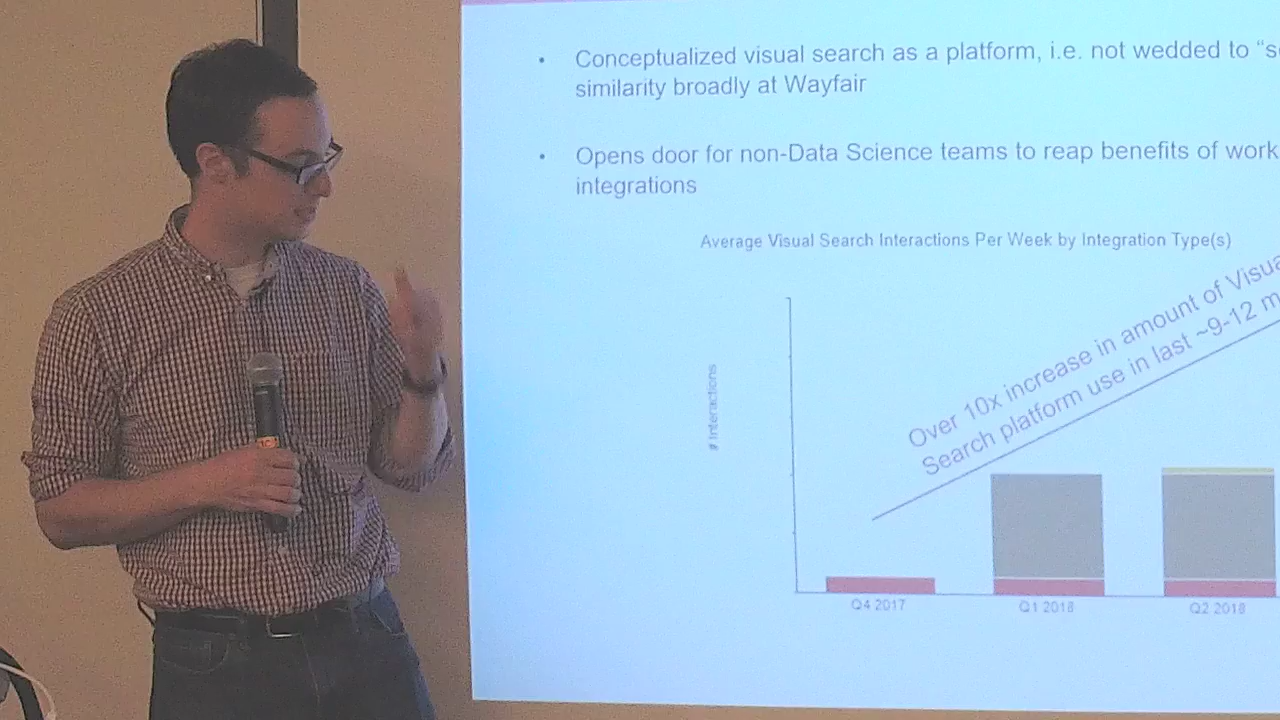 • Conceptualized visual search as a platform, i.e. not wedded to “s
similarity broadly at Wayfair
• Opens door for non-Data Science teams to reap benefits of work
integrations
Average Visual Search Interactions Per Week by Integration Type(s)
Over 10x increase in amount of Visua
Search platform use in last ~9-12 m
# Interactions
Q4 2017
Q1 2018
Q2 2018